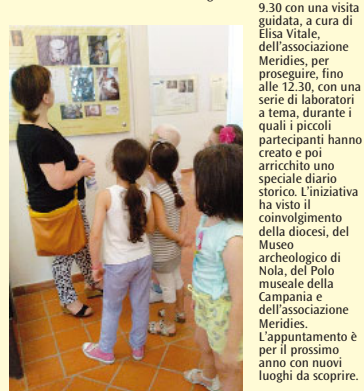 9.30 con una visita
guidata, a cura di
Elisa Vitale,
dell'associazione
Meridies, per
proseguire, fino
alle 12.30, con una
serie di laboratori
a tema, durante i
quali i piccoli
partecipanti hanno
creato e poi
arricchito uno
speciale diario
storico. L'iniziativa
ha visto il
coinvolgimento
della diocesi, del
Museo
archeologico di
Nola, del Polo
museale della
Campania e
dell'associazione
Meridies.
L'appuntamento è
per il prossimo
anno con nuovi
luoghi da scoprire.